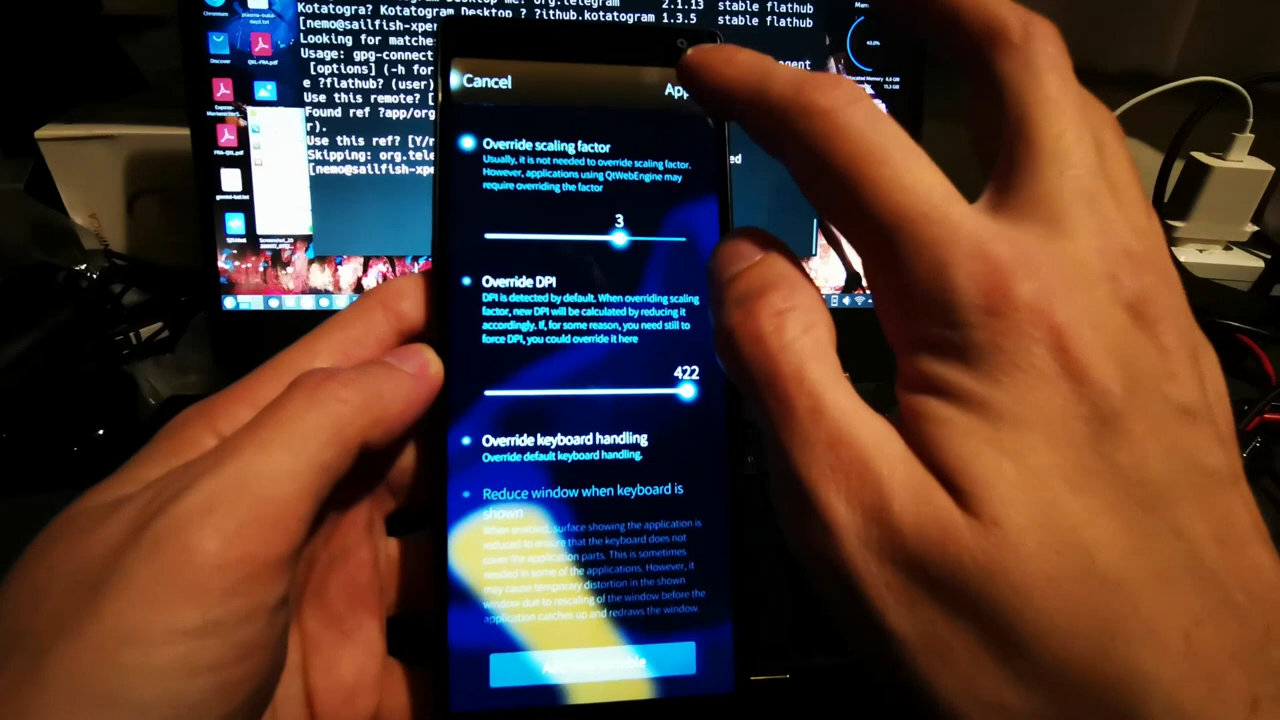 2.1.13 stable flathub
Kotatogra? Kotatogram Desktop ? ?ithub.kotatogram 1.3.5 stable flathub
[nemo@sailfish-xpe
Looking for matche
Usage: gpg-connect
[options] (-h for
e ?flathub? (user)
Use this remote? [
Found ref ?app/org
r).
Use this ref? [Y/n
Skipping: org.tele
[nemo@sailfish-xpe
Chromium
Discover
Cancel
App
Override scaling factor
Usually, it is not needed to override scaling factor.
However, applications using QtWebEngine may
require overriding the factor
3
Override DPI
DPI is detected by default. When overriding scaling
factor, new DPI will be calculated by reducing it
accordingly. If, for some reason, you need still to
force DPI, you could override it here
422
Override keyboard handling
Override default keyboard handling.
Reduce window when keyboard is
shown
When enabled, surface showing the application is
reduced to ensure that the keyboard does not
cover the application parts. This is sometimes
needed in some of the applications. However, it
may cause temporary distortion in the shown
window due to rescaling of the window before the
application catches up and redraws the window.